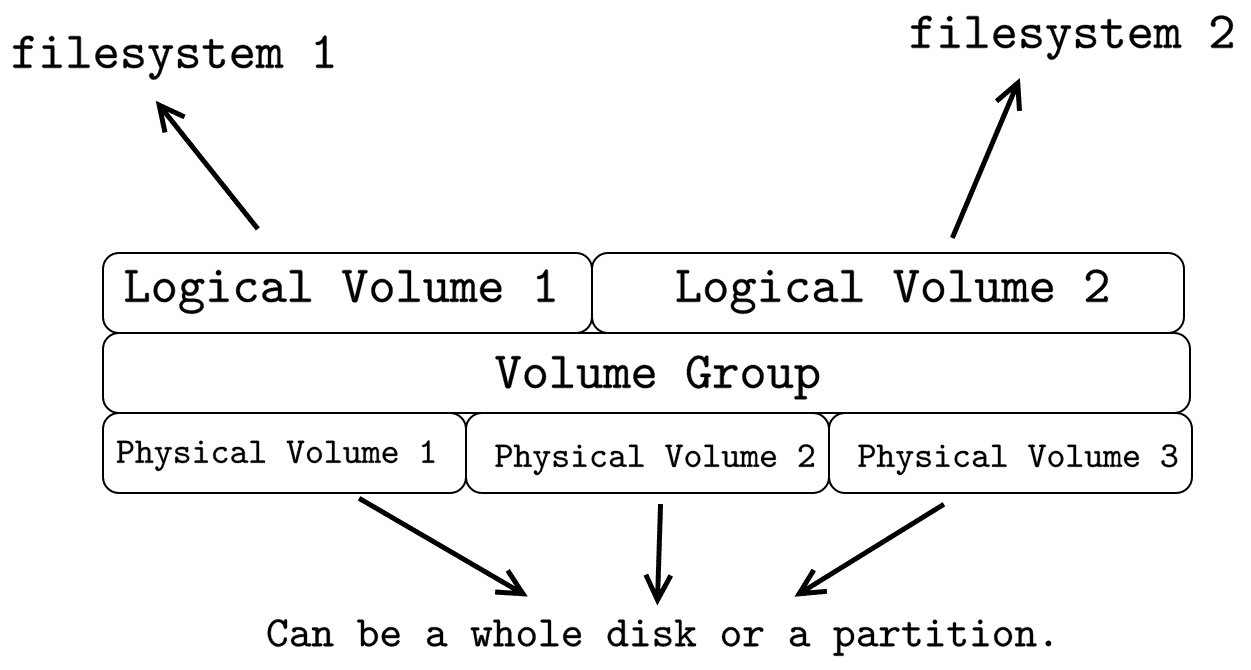 filesystem 1
filesystem 2
Logical Volume 1
Logical Volume 2
Volume Group
Physical Volume 1
Physical Volume 2
Physical Volume 3
Can be a whole disk or a partition.